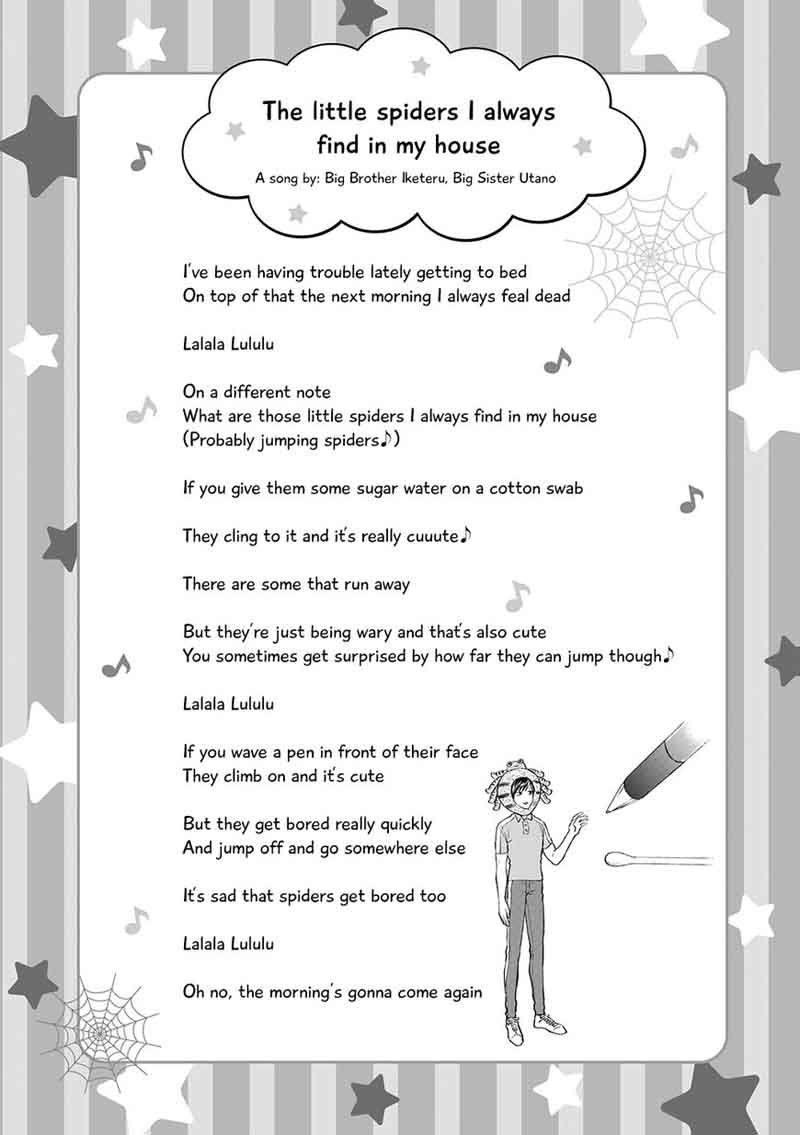 The little spiders I always
find in my house
A song by: Big Brother Iketeru, Big Sister Utano
I've been having trouble lately getting to bed
On top of that the next morning I always feal dead
Lalala Lululu
On a different note
What are those little spiders I always find in my house
(Probably jumping spiders♪)
If you give them some sugar water on a cotton swab
They cling to it and it's really cuuute♪
There are some that run away
But they're just being wary and that's also cute
You sometimes get surprised by how far they can jump though♪
Lalala Lululu
If you wave a pen in front of their face
They climb on and it's cute
But they get bored really quickly
And jump off and go somewhere else
It's sad that spiders get bored too
Lalala Lululu
Oh no, the morning's gonna come again